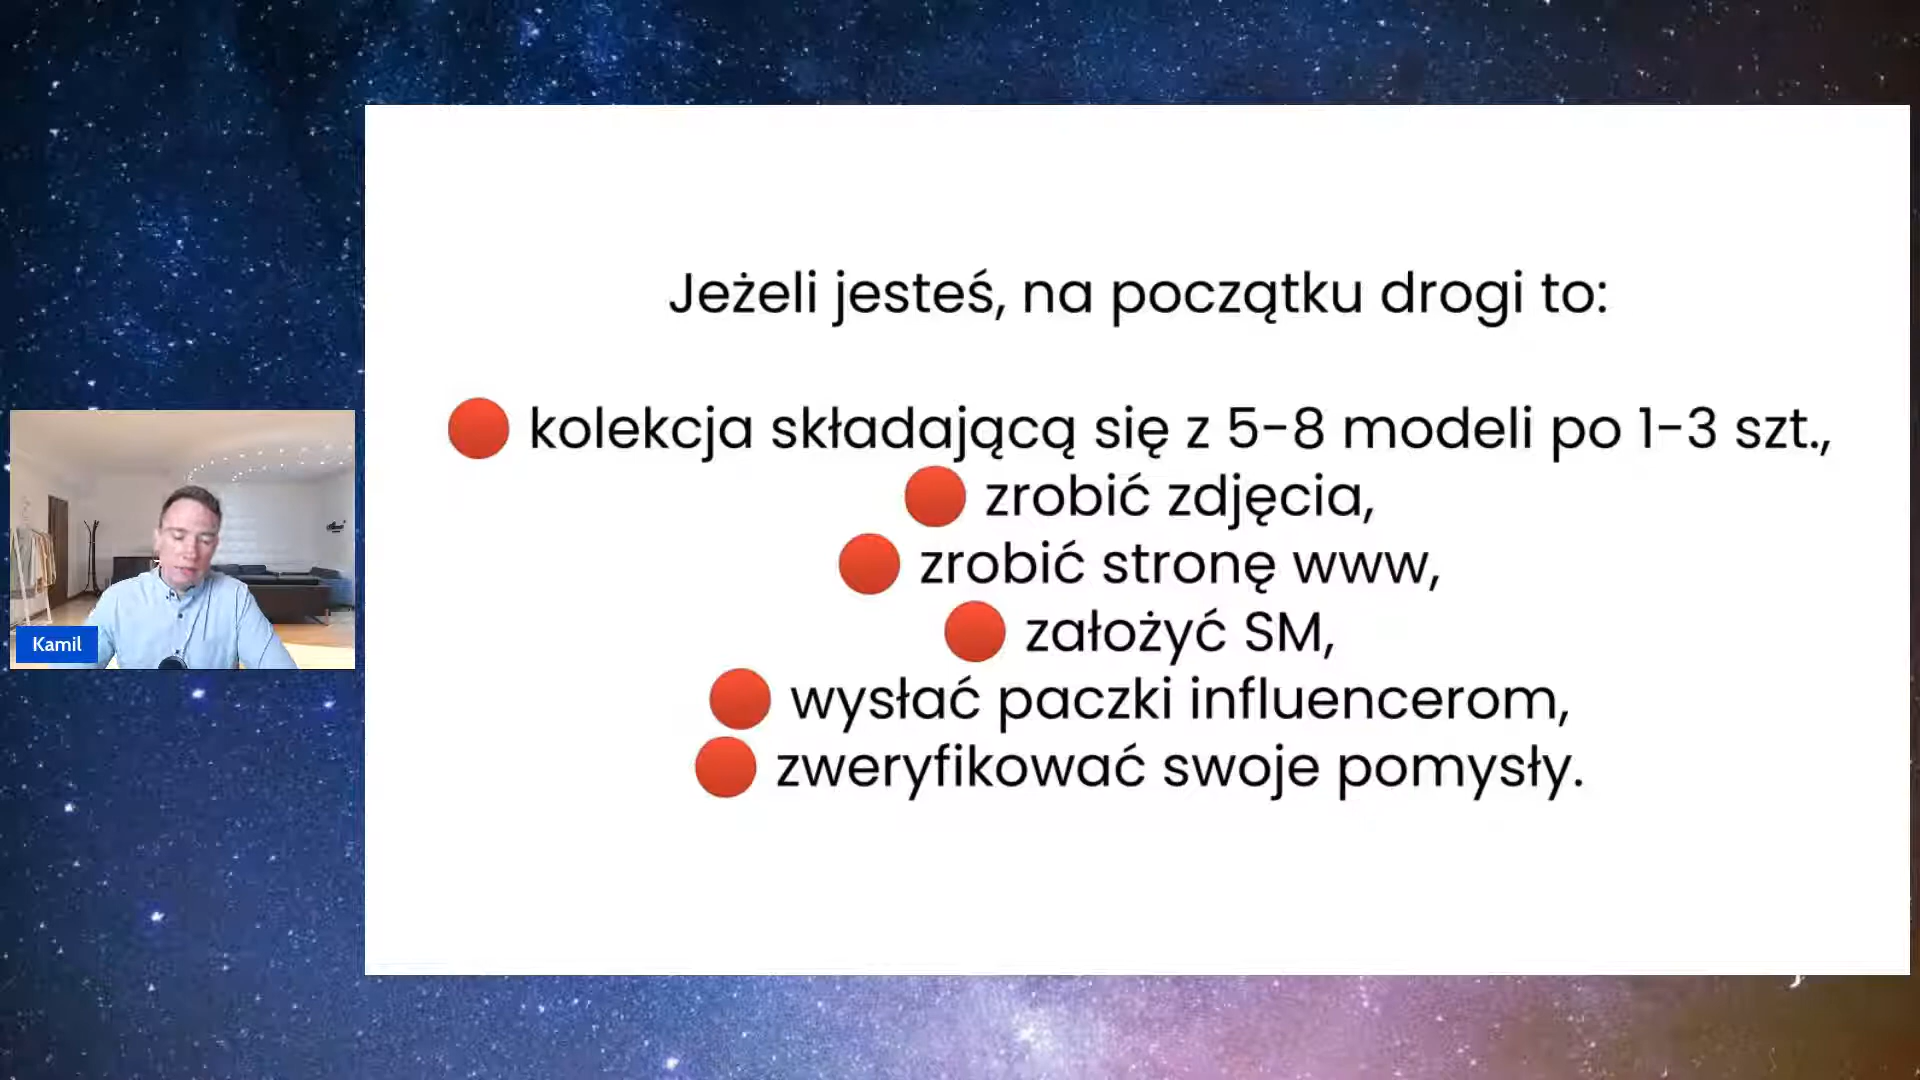 Jeżeli jesteś, na początku drogi to:
🔴 kolekcja składającą się z 5-8 modeli po 1-3 szt.,
🔴 zrobić zdjęcia,
🔴 zrobić stronę www,
🔴 założyć SM,
🔴 wysłać paczki influencerom,
🔴 zweryfikować swoje pomysły.
Kamil